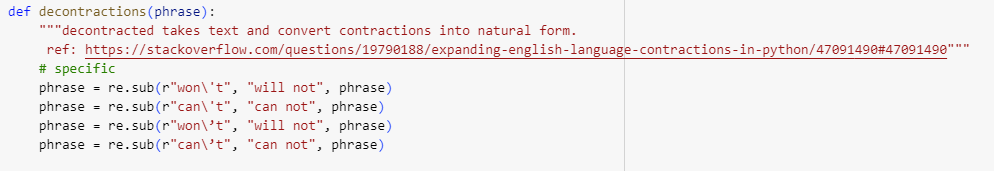 def decontractions(phrase):
    """decontracted takes text and convert contractions into natural form.
     ref: https://stackoverflow.com/questions/19790188/expanding-english-language-contractions-in-python/47091490#47091490"""
    # specific
    phrase = re.sub(r"won\'t", "will not", phrase)
    phrase = re.sub(r"can\'t", "can not", phrase)
    phrase = re.sub(r"won\’t", "will not", phrase)
    phrase = re.sub(r"can\’t", "can not", phrase)